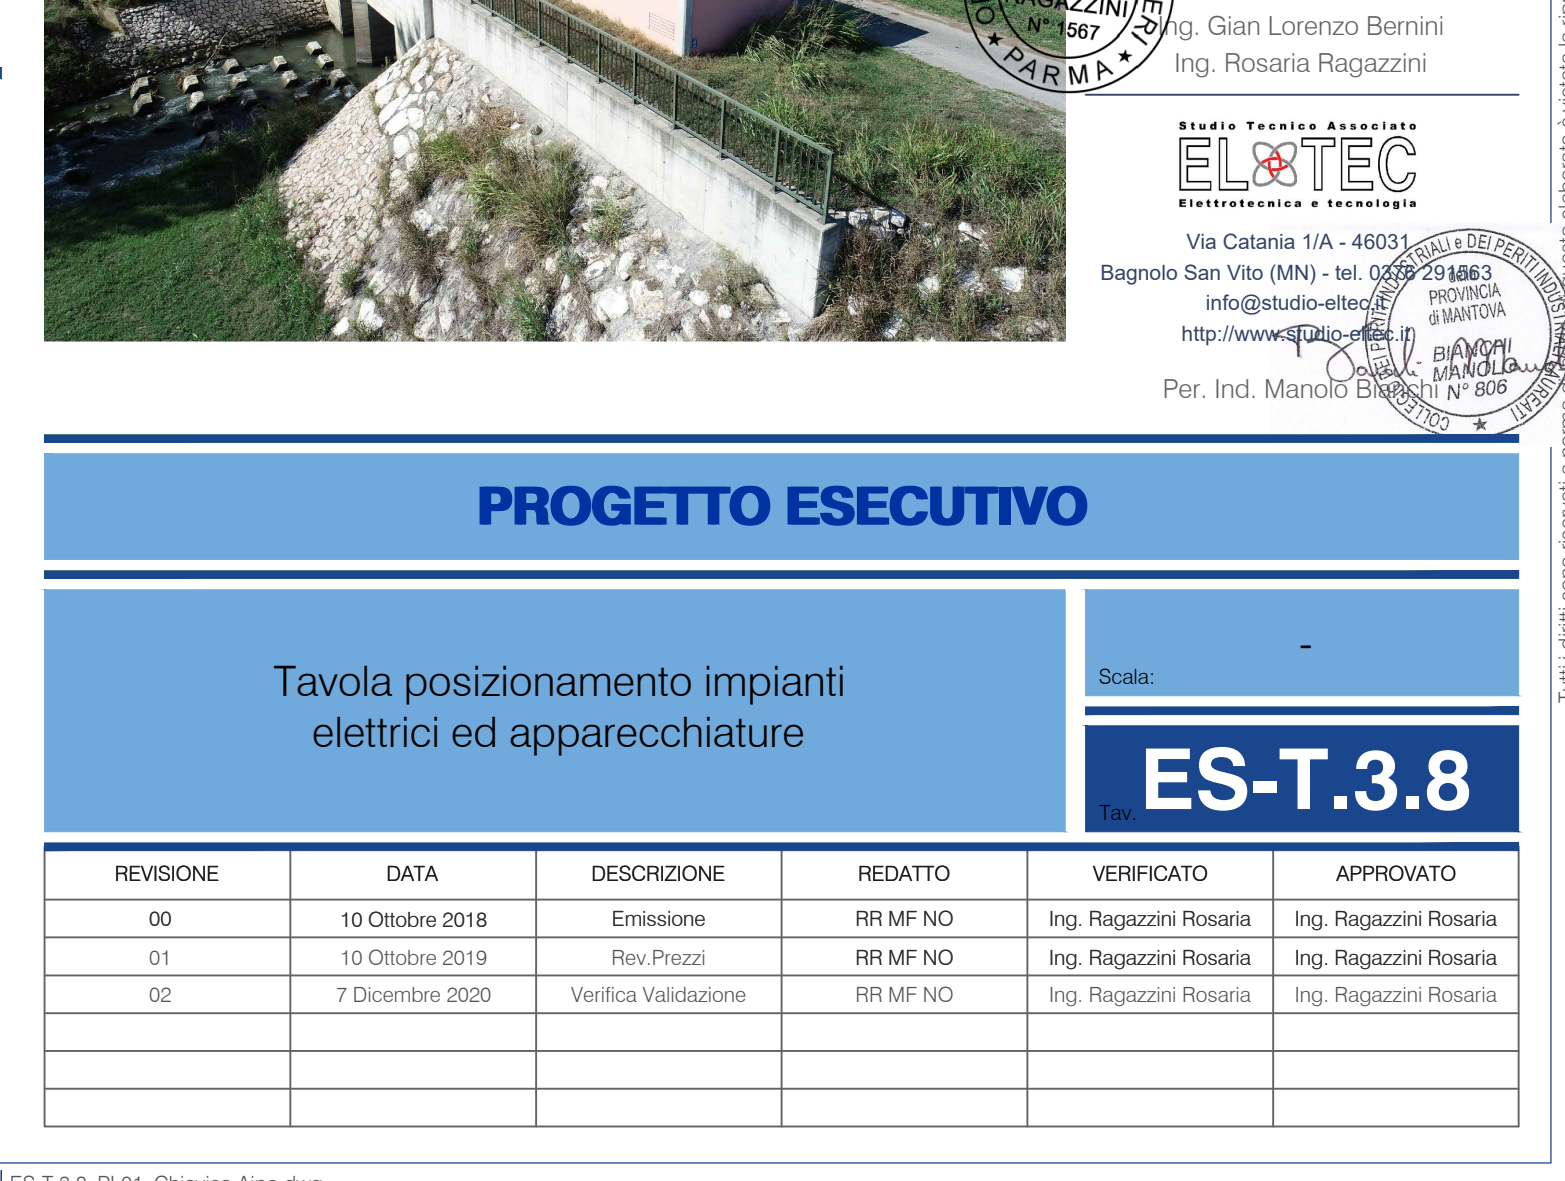 RAGAZZINI
N° 1567
PARMA
Ing. Gian Lorenzo Bernini
Ing. Rosaria Ragazzini
Studio Tecnico Associato
ELTEC
Elettrotecnica e tecnologia
Via Catania 1/A - 46031
Bagnolo San Vito (MN) - tel. 0376 291563
info@studio-eltec.it
http://www.studio-eltec.it
PROVINCIA
di MANTOVA
BIANCHI
MANOLO
N° 806
Per. Ind. Manolo Bianchi
PROGETTO ESECUTIVO
Tavola posizionamento impianti
elettrici ed apparecchiature
-
Scala:
Tav. ES-T.3.8
REVISIONE DATA DESCRIZIONE REDATTO VERIFICATO APPROVATO
00 10 Ottobre 2018 Emissione RR MF NO Ing. Ragazzini Rosaria Ing. Ragazzini Rosaria
01 10 Ottobre 2019 Rev.Prezzi RR MF NO Ing. Ragazzini Rosaria Ing. Ragazzini Rosaria
02 7 Dicembre 2020 Verifica Validazione RR MF NO Ing. Ragazzini Rosaria Ing. Ragazzini Rosaria